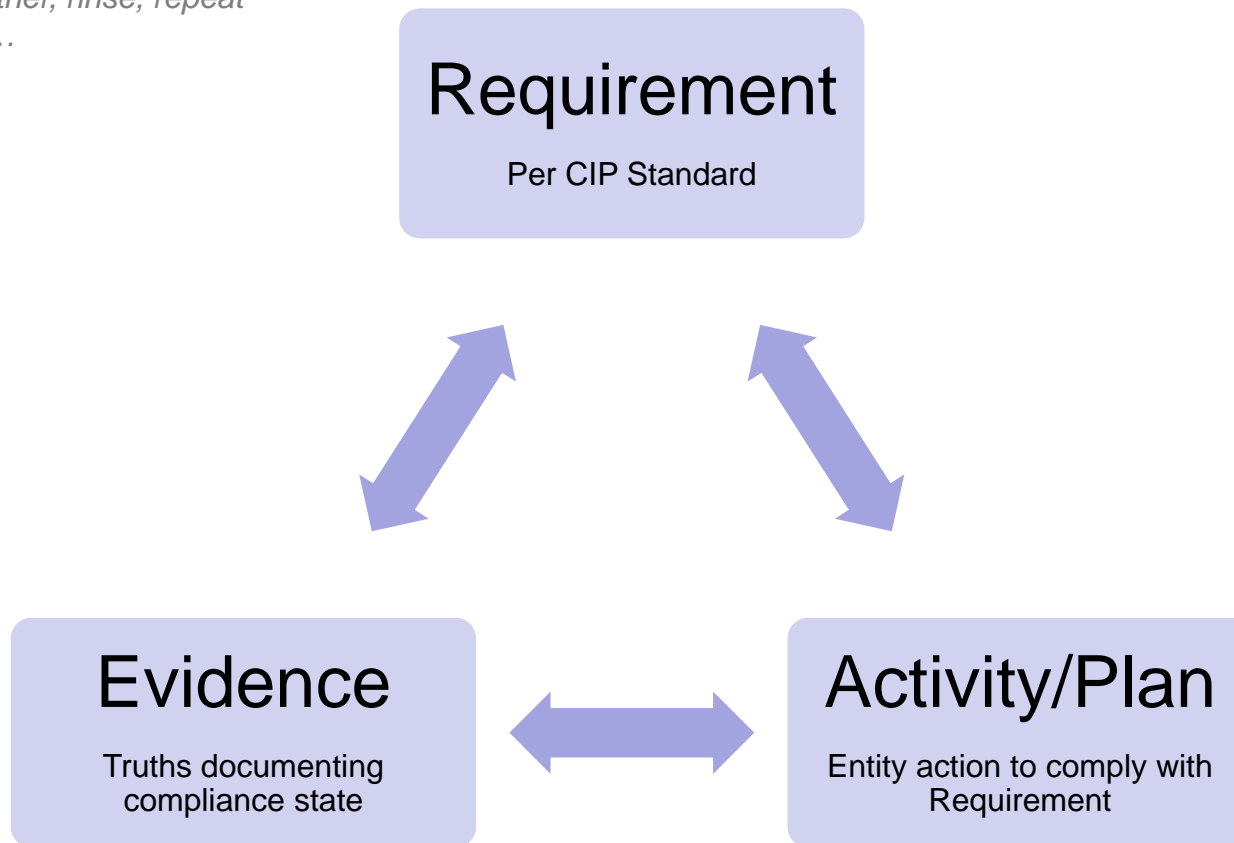 rinse, repeat
…
Requirement
Per CIP Standard
Evidence
Truths documenting
compliance state
Activity/Plan
Entity action to comply with
Requirement